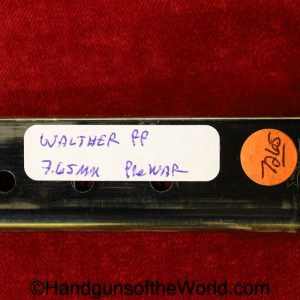 WALTHER PP
7.65MM PreWAR
7265
©HandgunsoftheWorld.com